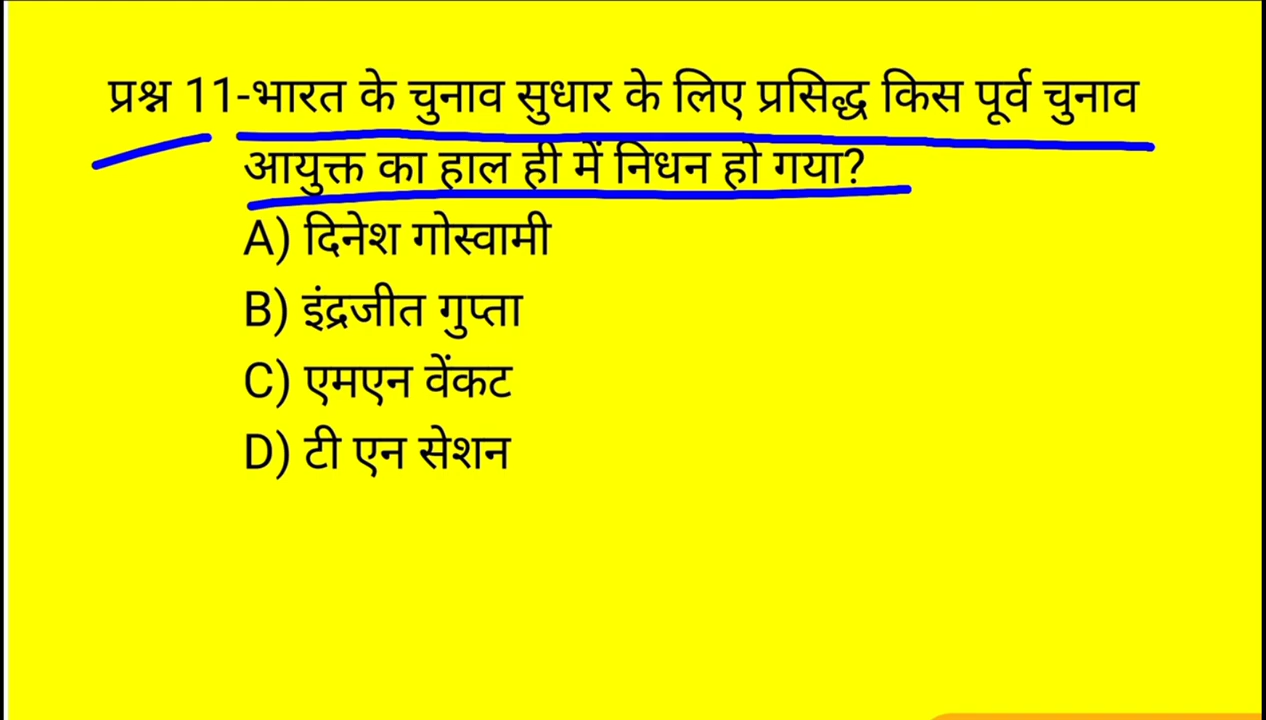 प्रश्न 11-भारत के चुनाव सुधार के लिए प्रसिद्ध किस पूर्व चुनाव
आयुक्त का हाल ही में निधन हो गया?
A) दिनेश गोस्वामी
B) इंद्रजीत गुप्ता
C) एमएन वेंकट
D) टी एन सेशन